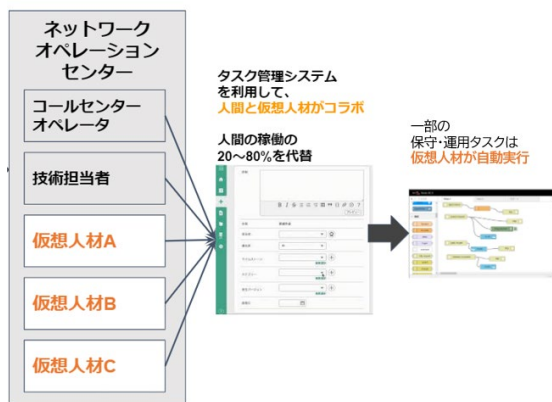 ネットワーク
オペレーション
センター
コールセンター
オペレータ
技術担当者
仮想人材A
仮想人材B
仮想人材C
タスク管理システム
を利用して、
人間と仮想人材がコラボ
人間の稼働の
20～80%を代替
一部の
保守・運用タスクは
仮想人材が自動実行